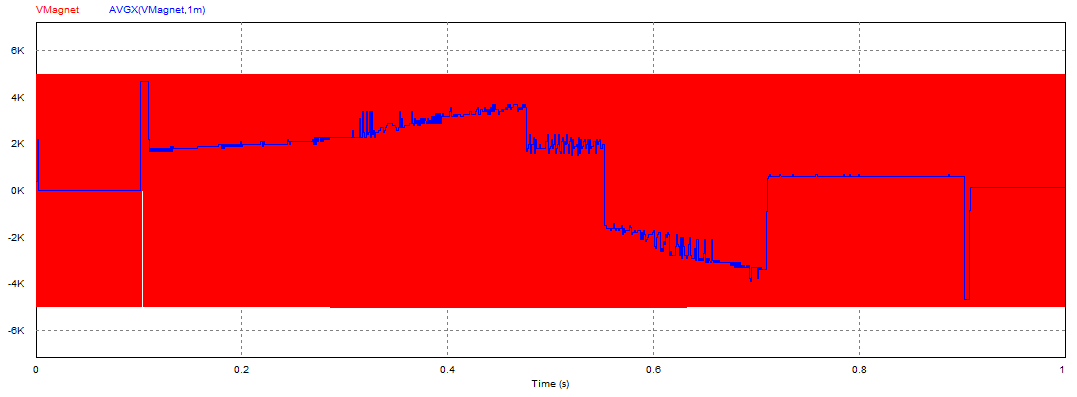 VMagnet AVGX(VMagnet,1m)
6K
4K
2K
0K
-2K
-4K
-6K
0 0.2 0.4 0.6 0.8 1
Time (s)